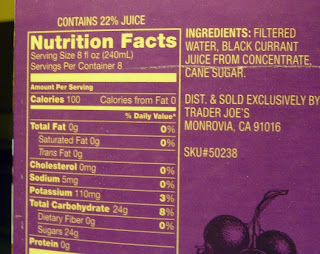 CONTAINS 22% JUICE
Nutrition Facts
Serving Size 8 fl oz (240mL)
Servings Per Container 8
Amount Per Serving
Calories 100 Calories from Fat 0
% Daily Value*
Total Fat 0g 0%
Saturated Fat 0g 0%
Trans Fat 0g
Cholesterol 0mg 0%
Sodium 5mg 0%
Potassium 110mg 3%
Total Carbohydrate 24g 8%
Dietary Fiber 0g 0%
Sugars 24g
Protein 0g
INGREDIENTS: FILTERED
WATER, BLACK CURRANT
JUICE FROM CONCENTRATE,
CANE SUGAR.
DIST. & SOLD EXCLUSIVELY BY
TRADER JOE'S
MONROVIA, CA 91016
SKU#50238